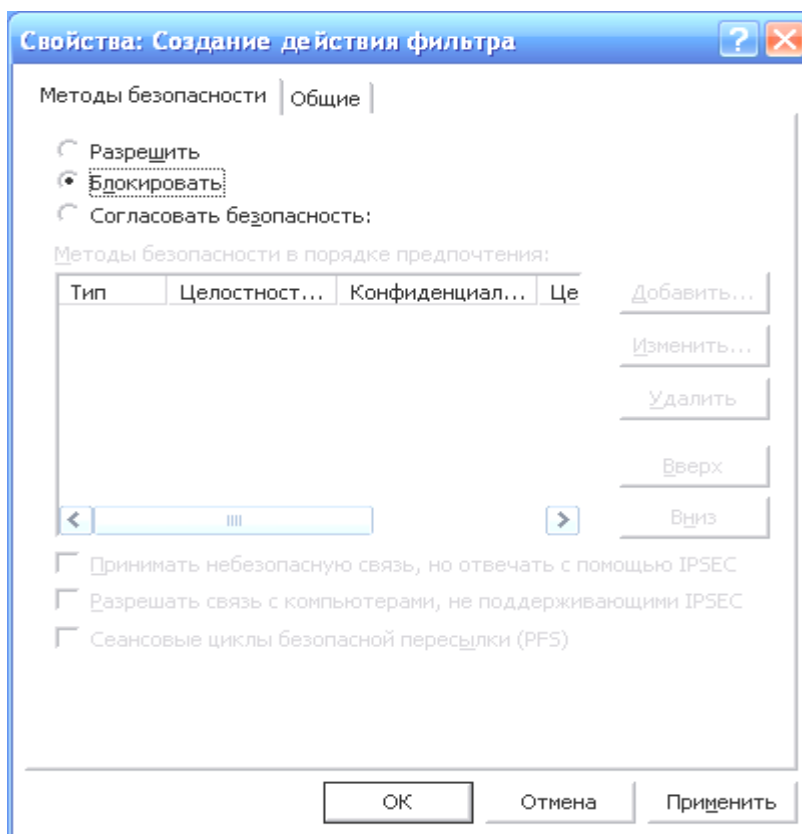 Свойства: Создание действия фильтра
Методы безопасности Общие
Разрешить
Блокировать
Согласовать безопасность:
Методы безопасности в порядке предпочтения:
Тип Целостност... Конфиденциал... Це
Добавить...
Изменить...
Удалить
Вверх
Вниз
Принимать небезопасную связь, но отвечать с помощью IPSEC
Разрешать связь с компьютерами, не поддерживающими IPSEC
Сеансовые циклы безопасной пересылки (PFS)
ОК Отмена Применить